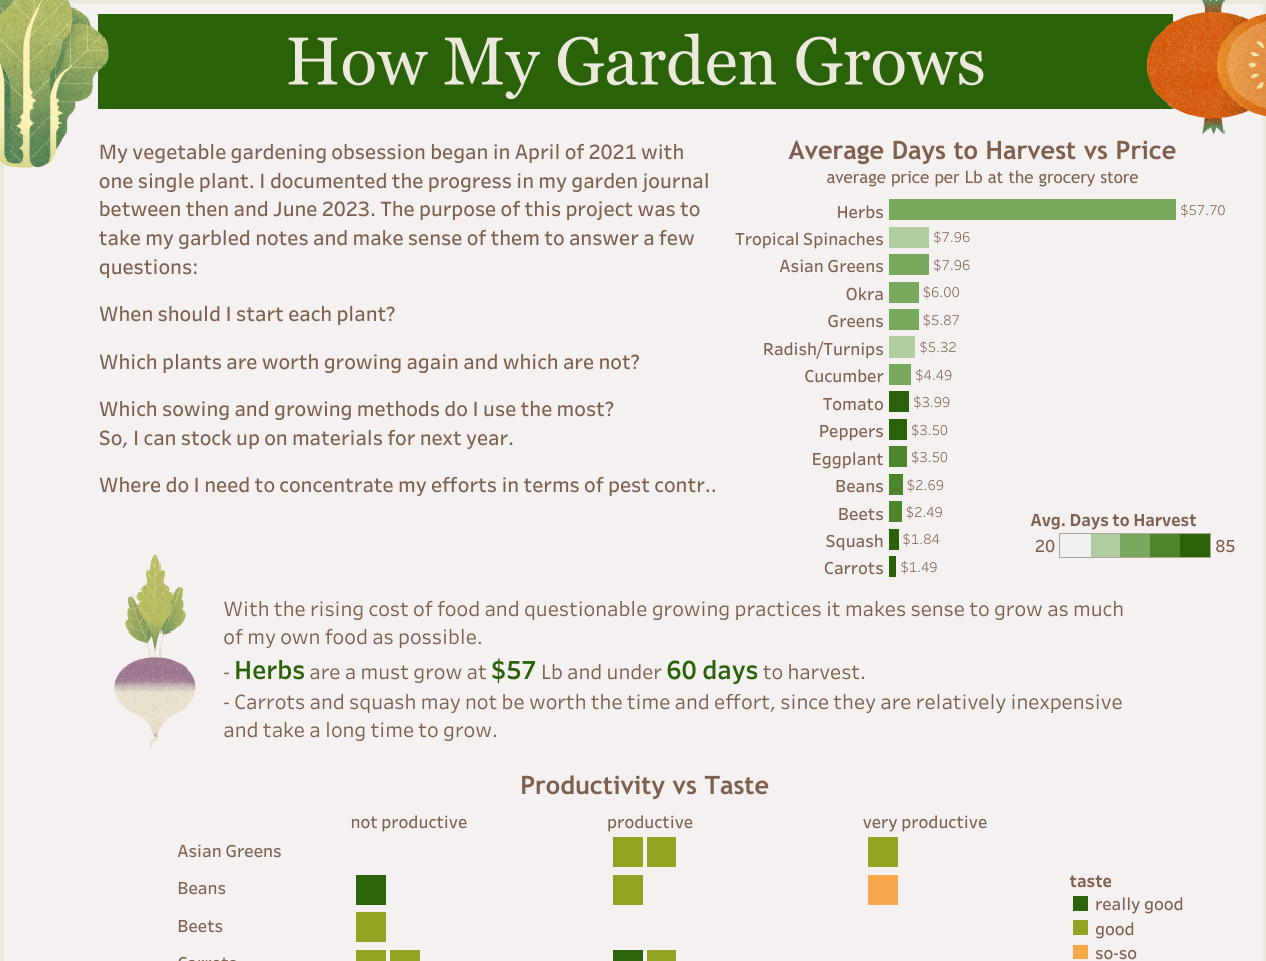 How My Garden Grows
My vegetable gardening obsession began in April of 2021 with
one single plant. I documented the progress in my garden journal
between then and June 2023. The purpose of this project was to
take my garbled notes and make sense of them to answer a few
questions:
When should I start each plant?
Which plants are worth growing again and which are not?
Which sowing and growing methods do I use the most?
So, I can stock up on materials for next year.
Where do I need to concentrate my efforts in terms of pest contr..
Average Days to Harvest vs Price
average price per Lb at the grocery store
Herbs $57.70
Tropical Spinaches $7.96
Asian Greens $7.96
Okra $6.00
Greens $5.87
Radish/Turnips $5.32
Cucumber $4.49
Tomato $3.99
Peppers $3.50
Eggplant $3.50
Beans $2.69
Beets $2.49
Squash $1.84
Carrots $1.49
Avg. Days to Harvest
20 85
With the rising cost of food and questionable growing practices it makes sense to grow as much
of my own food as possible.
- Herbs are a must grow at $57 Lb and under 60 days to harvest.
- Carrots and squash may not be worth the time and effort, since they are relatively inexpensive
and take a long time to grow.
Productivity vs Taste
not productive productive very productive
Asian Greens
Beans
Beets
Carrots
taste
really good
good
so-so